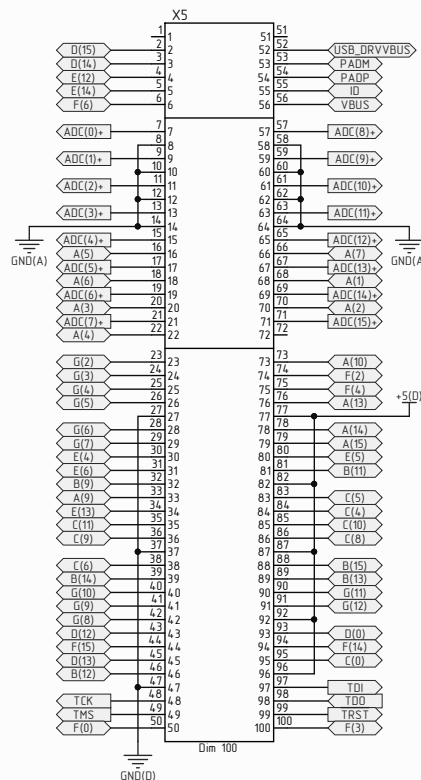 X5
1 1 51 51
D(15) 2 2 52 52 USB_DRVVBUS
D(14) 3 3 53 53 PADM
E(12) 4 4 54 54 PADP
E(14) 5 5 55 55 ID
F(6) 6 6 56 56 VBUS
ADC(0)+ 7 7 57 57 ADC(8)+
8 8 58 58
ADC(1)+ 9 9 59 59 ADC(9)+
10 10 60 60
ADC(2)+ 11 11 61 61 ADC(10)+
12 12 62 62
ADC(3)+ 13 13 63 63 ADC(11)+
14 14 64 64
GND(A)
GND(A)
ADC(4)+ 15 15 65 65 ADC(12)+
A(5) 16 16 66 66 A(7)
ADC(5)+ 17 17 67 67 ADC(13)+
A(6) 18 18 68 68 A(1)
ADC(6)+ 19 19 69 69 ADC(14)+
A(3) 20 20 70 70 A(2)
ADC(7)+ 21 21 71 71 ADC(15)+
A(4) 22 22 72 72
G(2) 23 23 73 73 A(10)
G(3) 24 24 74 74 F(2)
G(4) 25 25 75 75 F(4)
G(5) 26 26 76 76 A(13)
+5(D)
27 27 77 77
G(6) 28 28 78 78 A(14)
G(7) 29 29 79 79 A(15)
E(4) 30 30 80 80 E(5)
E(6) 31 31 81 81 B(11)
B(9) 32 32 82 82
A(9) 33 33 83 83 C(5)
E(13) 34 34 84 84 C(4)
C(11) 35 35 85 85 C(10)
C(9) 36 36 86 86 C(8)
37 37 87 87
C(6) 38 38 88 88 B(15)
B(14) 39 39 89 89 B(13)
G(10) 40 40 90 90 G(11)
G(9) 41 41 91 91 G(12)
G(8) 42 42 92 92
D(12) 43 43 93 93 D(0)
F(15) 44 44 94 94 F(14)
D(13) 45 45 95 95 C(0)
B(12) 46 46 96 96
47 47 97 97 TDI
TCK 48 48 98 98 TDO
TMS 49 49 99 99 TRST
F(0) 50 50 100 100 F(3)
Dim 100
GND(D)